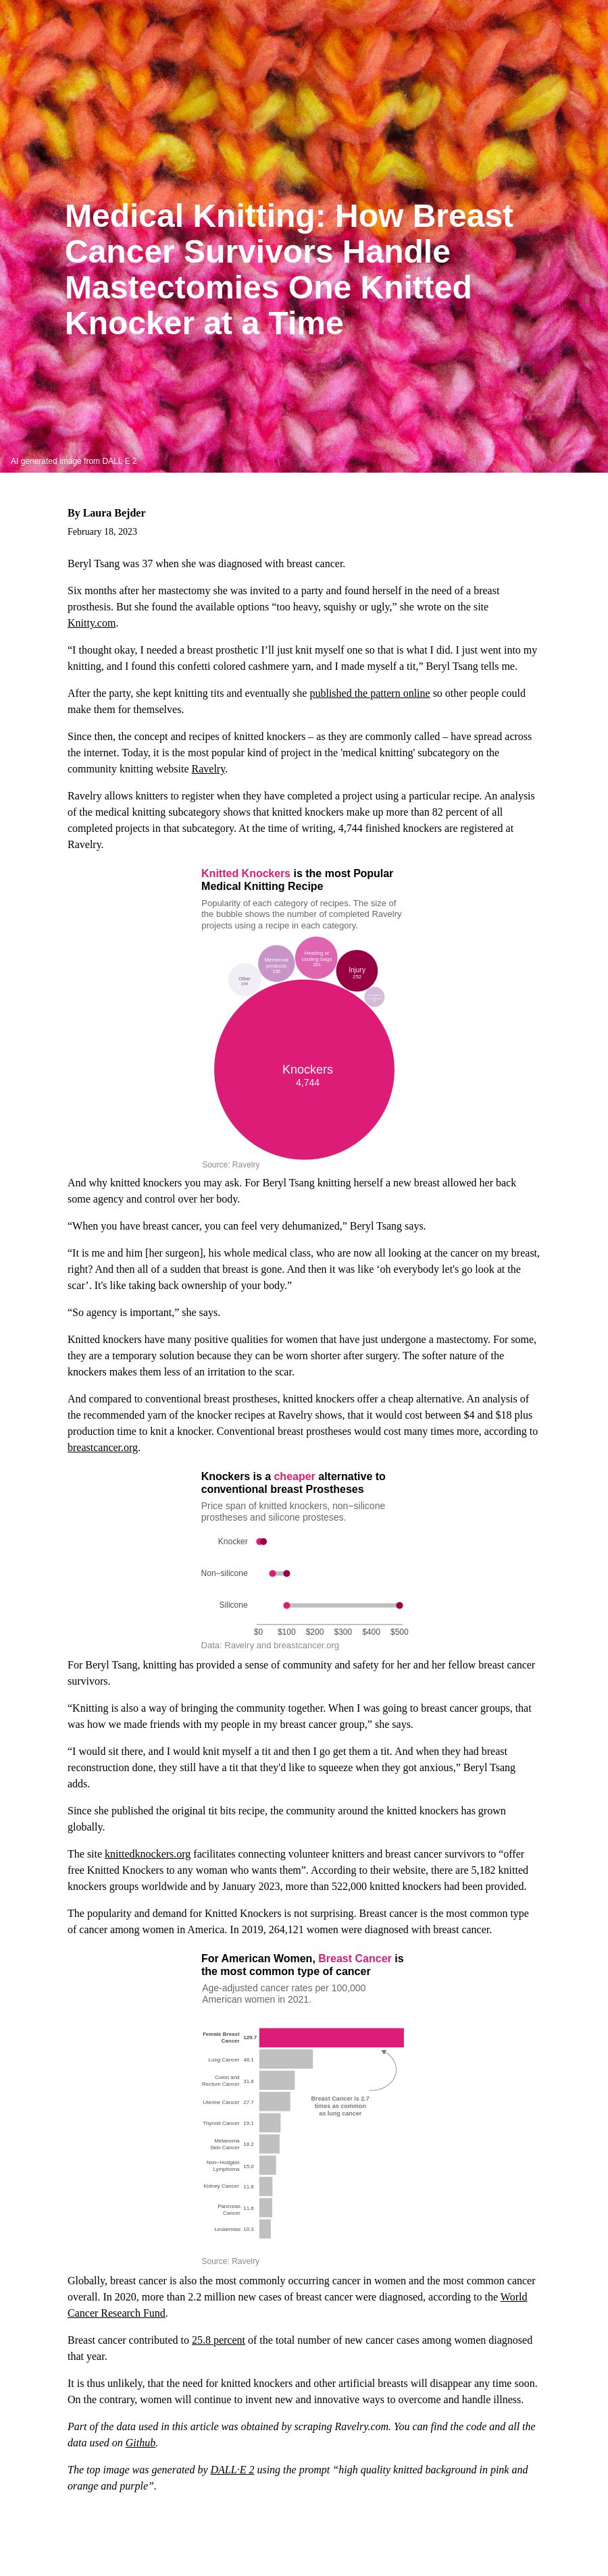 Medical Knitting: How Breast
Cancer Survivors Handle
Mastectomies One Knitted
Knocker at a Time
AI generated image from DALL·E 2
By Laura Bejder
February 18, 2023
Beryl Tsang was 37 when she was diagnosed with breast cancer.
Six months after her mastectomy she was invited to a party and found herself in the need of a breast
prosthesis. But she found the available options “too heavy, squishy or ugly,” she wrote on the site
Knitty.com.
“I thought okay, I needed a breast prosthetic I’ll just knit myself one so that is what I did. I just went into my
knitting, and I found this confetti colored cashmere yarn, and I made myself a tit,” Beryl Tsang tells me.
After the party, she kept knitting tits and eventually she published the pattern online so other people could
make them for themselves.
Since then, the concept and recipes of knitted knockers – as they are commonly called – have spread across
the internet. Today, it is the most popular kind of project in the 'medical knitting' subcategory on the
community knitting website Ravelry.
Ravelry allows knitters to register when they have completed a project using a particular recipe. An analysis
of the medical knitting subcategory shows that knitted knockers make up more than 82 percent of all
completed projects in that subcategory. At the time of writing, 4,744 finished knockers are registered at
Ravelry.
Knitted Knockers is the most Popular
Medical Knitting Recipe
Popularity of each category of recipes. The size of
the bubble shows the number of completed Ravelry
projects using a recipe in each category.
Other
Menstrual
products
Heating or
cooling bags
Injury
252
Knockers
4,744
Source: Ravelry
And why knitted knockers you may ask. For Beryl Tsang knitting herself a new breast allowed her back
some agency and control over her body.
“When you have breast cancer, you can feel very dehumanized,” Beryl Tsang says.
“It is me and him [her surgeon], his whole medical class, who are now all looking at the cancer on my breast,
right? And then all of a sudden that breast is gone. And then it was like ‘oh everybody let's go look at the
scar’. It's like taking back ownership of your body.”
“So agency is important,” she says.
Knitted knockers have many positive qualities for women that have just undergone a mastectomy. For some,
they are a temporary solution because they can be worn shorter after surgery. The softer nature of the
knockers makes them less of an irritation to the scar.
And compared to conventional breast prostheses, knitted knockers offer a cheap alternative. An analysis of
the recommended yarn of the knocker recipes at Ravelry shows, that it would cost between $4 and $18 plus
production time to knit a knocker. Conventional breast prostheses would cost many times more, according to
breastcancer.org.
Knockers is a cheaper alternative to
conventional breast Prostheses
Price span of knitted knockers, non−silicone
prostheses and silicone prosteses.
Knocker
Non−silicone
Silicone
$0 $100 $200 $300 $400 $500
Data: Ravelry and breastcancer.org
For Beryl Tsang, knitting has provided a sense of community and safety for her and her fellow breast cancer
survivors.
“Knitting is also a way of bringing the community together. When I was going to breast cancer groups, that
was how we made friends with my people in my breast cancer group,” she says.
“I would sit there, and I would knit myself a tit and then I go get them a tit. And when they had breast
reconstruction done, they still have a tit that they'd like to squeeze when they got anxious,” Beryl Tsang
adds.
Since she published the original tit bits recipe, the community around the knitted knockers has grown
globally.
The site knittedknockers.org facilitates connecting volunteer knitters and breast cancer survivors to “offer
free Knitted Knockers to any woman who wants them”. According to their website, there are 5,182 knitted
knockers groups worldwide and by January 2023, more than 522,000 knitted knockers had been provided.
The popularity and demand for Knitted Knockers is not surprising. Breast cancer is the most common type
of cancer among women in America. In 2019, 264,121 women were diagnosed with breast cancer.
For American Women, Breast Cancer is
the most common type of cancer
Age-adjusted cancer rates per 100,000
American women in 2021.
Female Breast
Cancer 129.7
Lung Cancer 48.1
Colon and
Rectum Cancer 31.8
Uterine Cancer 27.7
Thyroid Cancer 19.1
Melanoma
Skin Cancer 18.2
Non−Hodgkin
Lymphoma 15.0
Kidney Cancer 11.8
Pancreas
Cancer 11.6
Leukemias 10.3
Breast Cancer is 2.7
times as common
as lung cancer
Source: Ravelry
Globally, breast cancer is also the most commonly occurring cancer in women and the most common cancer
overall. In 2020, more than 2.2 million new cases of breast cancer were diagnosed, according to the World
Cancer Research Fund.
Breast cancer contributed to 25.8 percent of the total number of new cancer cases among women diagnosed
that year.
It is thus unlikely, that the need for knitted knockers and other artificial breasts will disappear any time soon.
On the contrary, women will continue to invent new and innovative ways to overcome and handle illness.
Part of the data used in this article was obtained by scraping Ravelry.com. You can find the code and all the
data used on Github.
The top image was generated by DALL·E 2 using the prompt “high quality knitted background in pink and
orange and purple”.